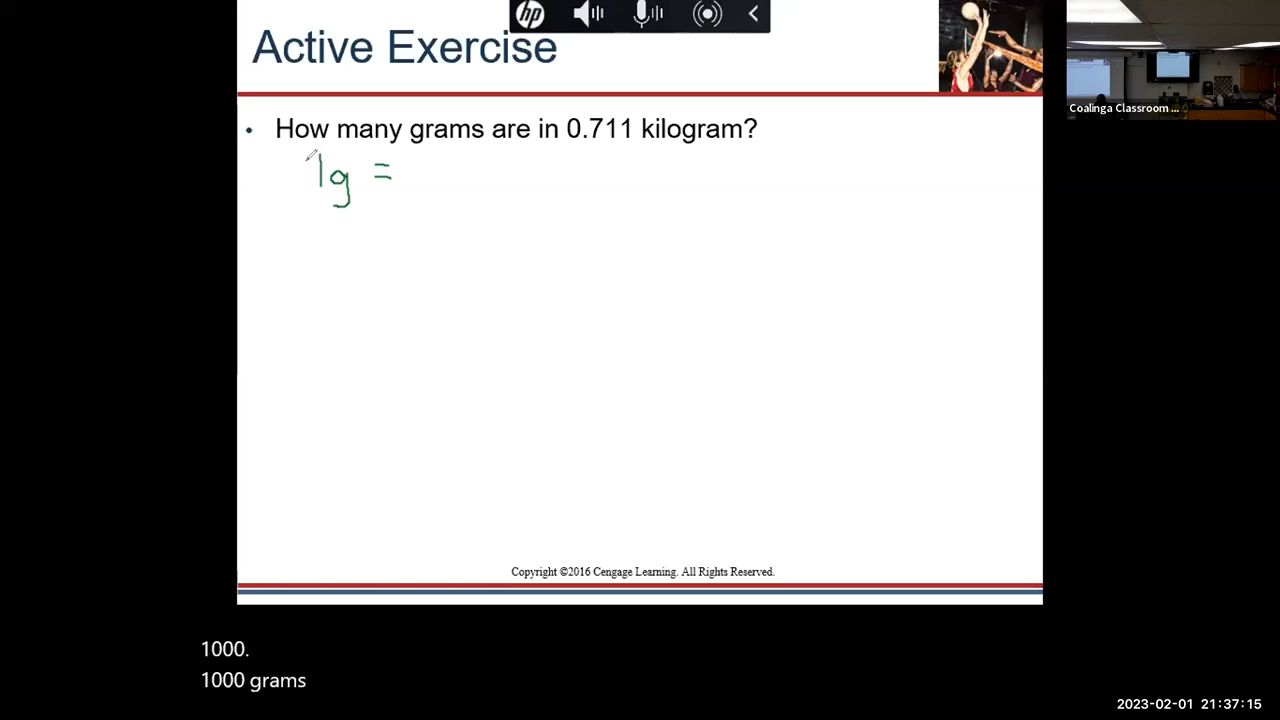 hp
Active Exercise
Coalinga Classroom ...
• How many grams are in 0.711 kilogram?
1g =
Copyright ©2016 Cengage Learning. All Rights Reserved.
1000.
1000 grams
2023-02-01 21:37:15